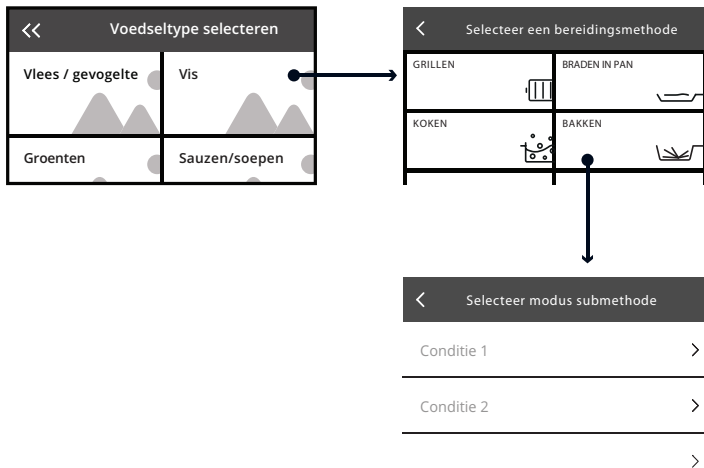 Voedseltype selecteren
Vlees / gevogelte
Vis
Groenten
Sauzen/soepen
Selecteer een bereidingsmethode
GRILLEN
BRADEN IN PAN
KOKEN
BAKKEN
Selecteer modus submethode
Conditie 1
Conditie 2